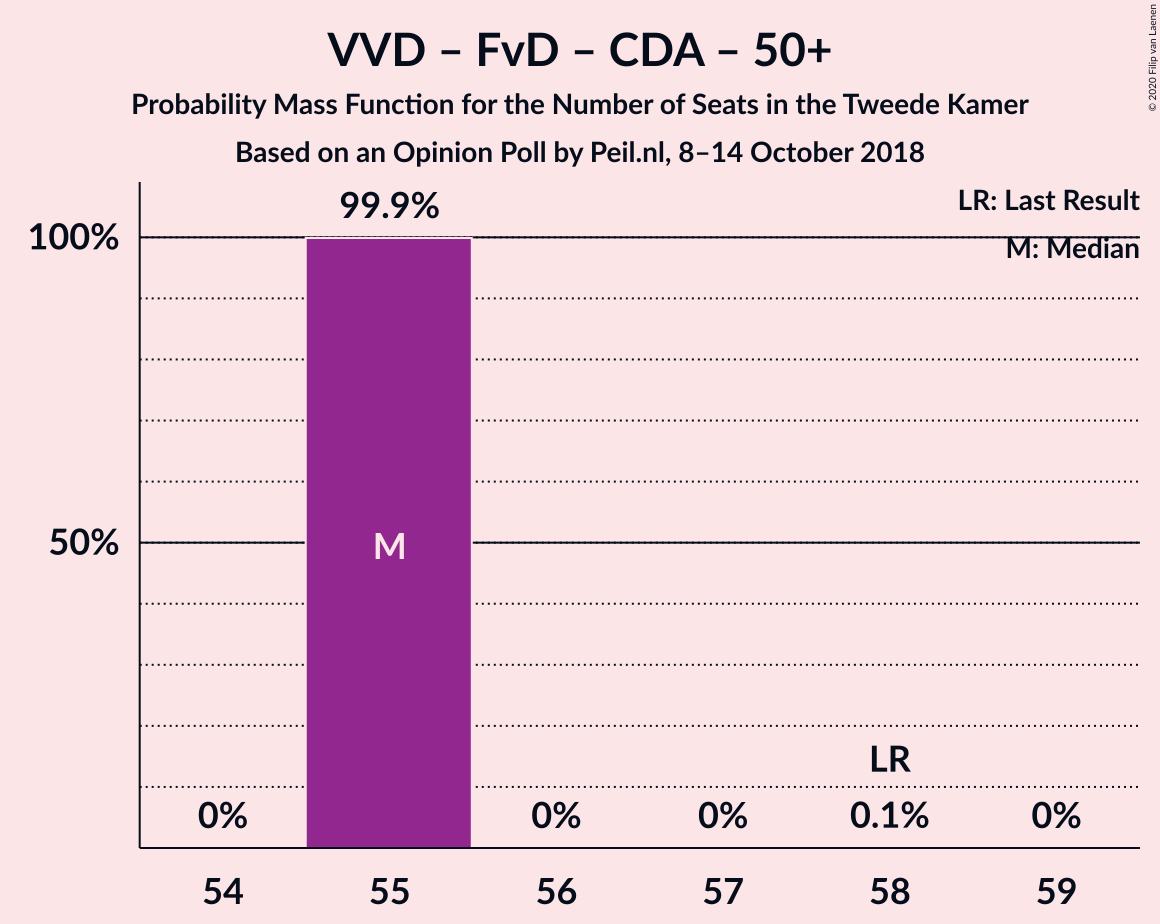 VVD – FvD – CDA – 50+
Probability Mass Function for the Number of Seats in the Tweede Kamer
Based on an Opinion Poll by Peil.nl, 8–14 October 2018
© 2020 Filip van Laenen
LR: Last Result
M: Median
99.9%
100%
50%
M
LR
0%
0%
0%
0.1%
0%
54
55
56
57
58
59